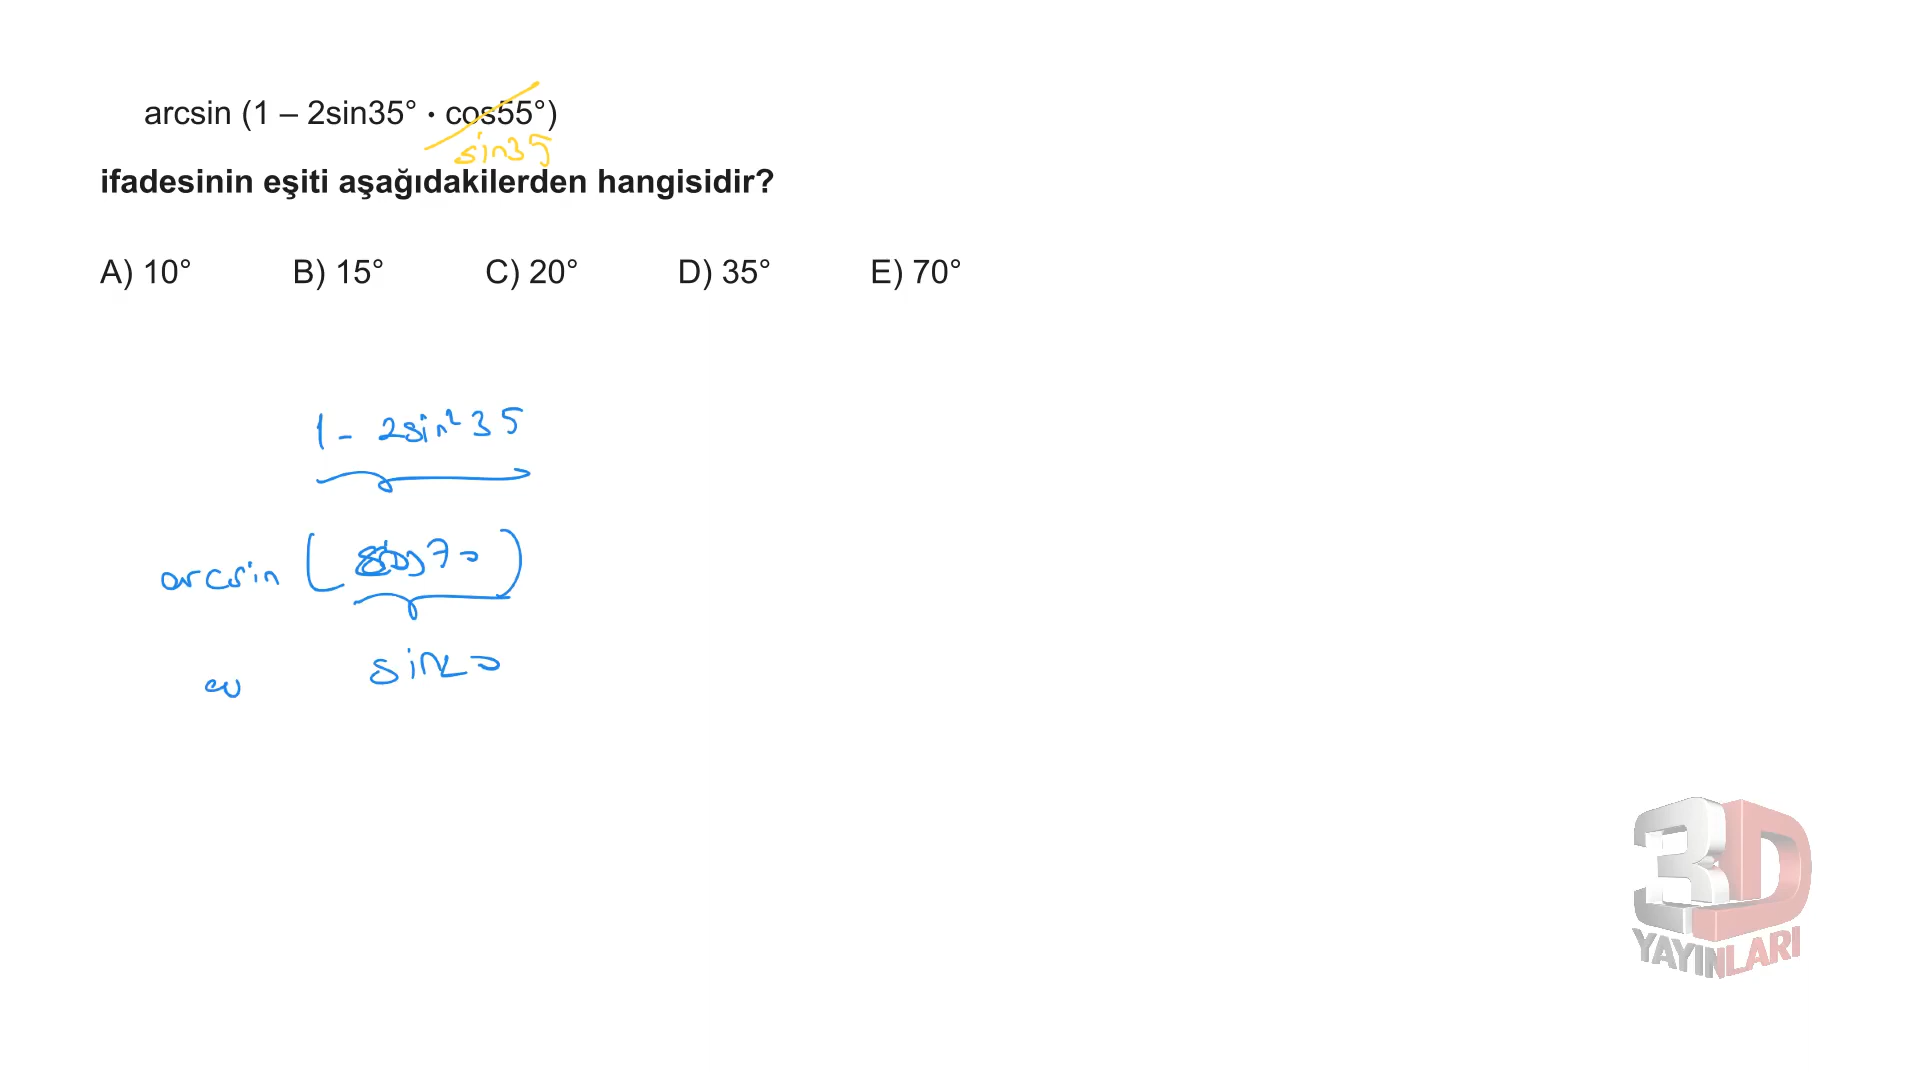 arcsin (1 – 2sin35° · cos55°)
sin35
ifadesinin eşiti aşağıdakilerden hangisidir?
A) 10° B) 15° C) 20° D) 35° E) 70°
1 - 2sin² 35
arcsin ( cos70 )
sin20
3D
YAYINLARI